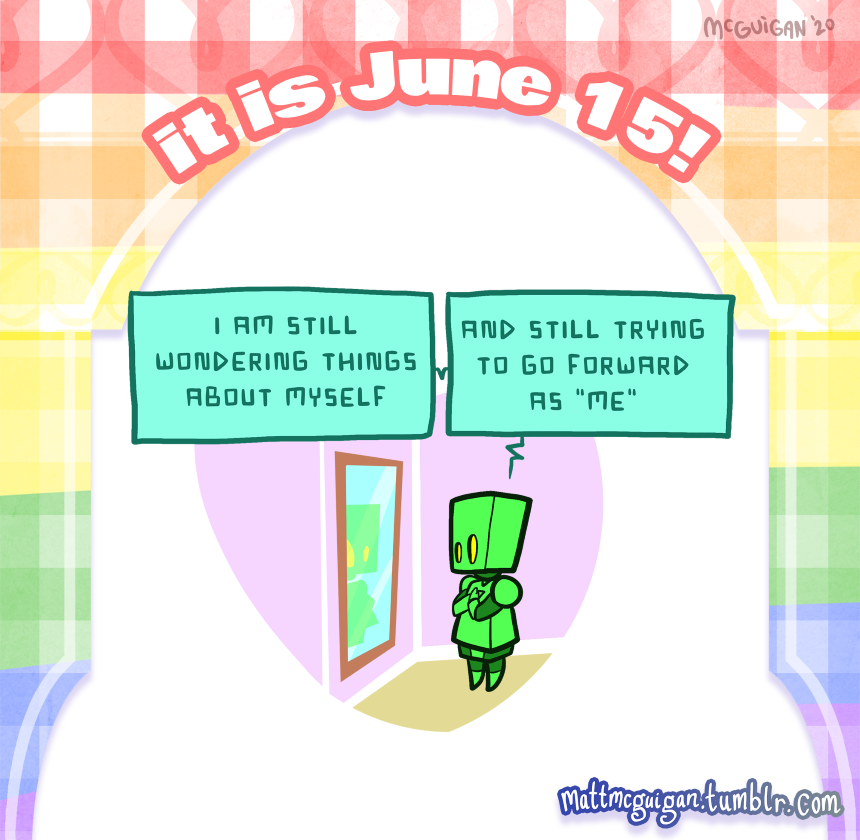 McGUiGAN '20
it is June 15!
I AM STILL
WONDERING THINGS
ABOUT MYSELF
AND STILL TRYING
TO GO FORWARD
AS "ME"
mattmcguigan.tumblr.com